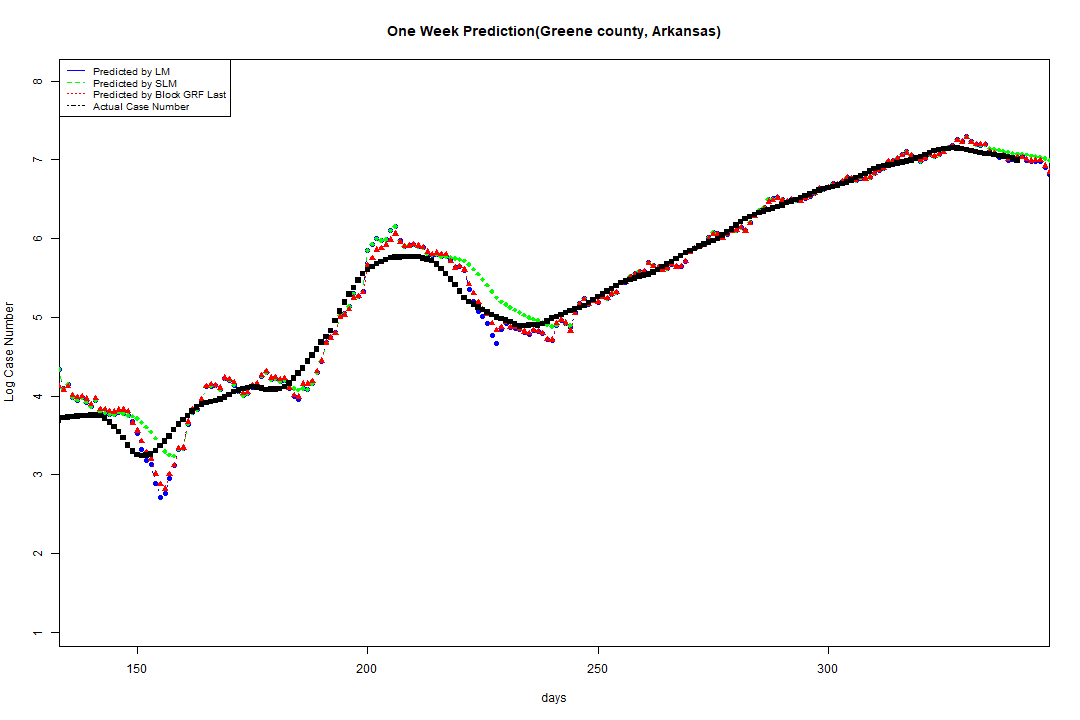 One Week Prediction(Greene county, Arkansas)
Predicted by LM
Predicted by SLM
Predicted by Block GRF Last
Actual Case Number
8
7
6
5
4
3
2
1
Log Case Number
150 200 250 300
days